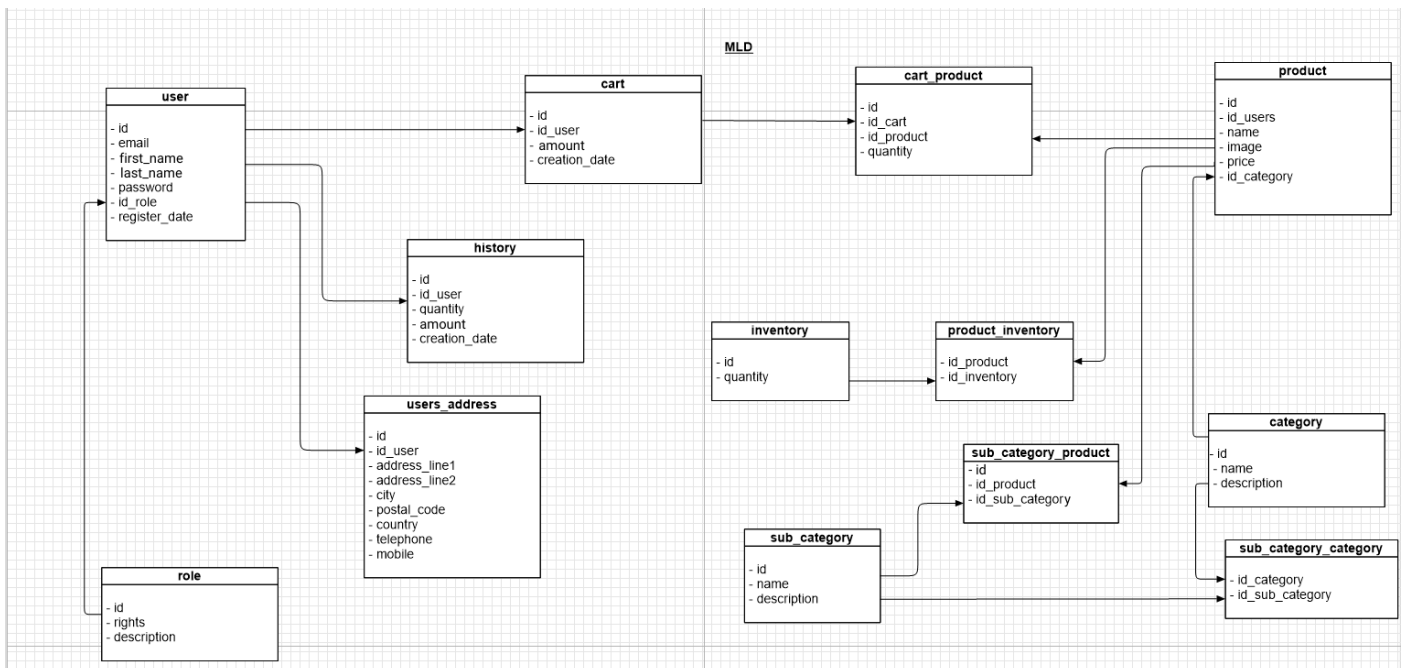 MLD
user
- id
- email
- first_name
- last_name
- password
- id_role
- register_date
cart
- id
- id_user
- amount
- creation_date
cart_product
- id
- id_cart
- id_product
- quantity
product
- id
- id_users
- name
- image
- price
- id_category
history
- id
- id_user
- quantity
- amount
- creation_date
inventory
- id
- quantity
product_inventory
- id_product
- id_inventory
users_address
- id
- id_user
- address_line1
- address_line2
- city
- postal_code
- country
- telephone
- mobile
category
- id
- name
- description
sub_category_product
- id
- id_product
- id_sub_category
sub_category
- id
- name
- description
sub_category_category
- id_category
- id_sub_category
role
- id
- rights
- description